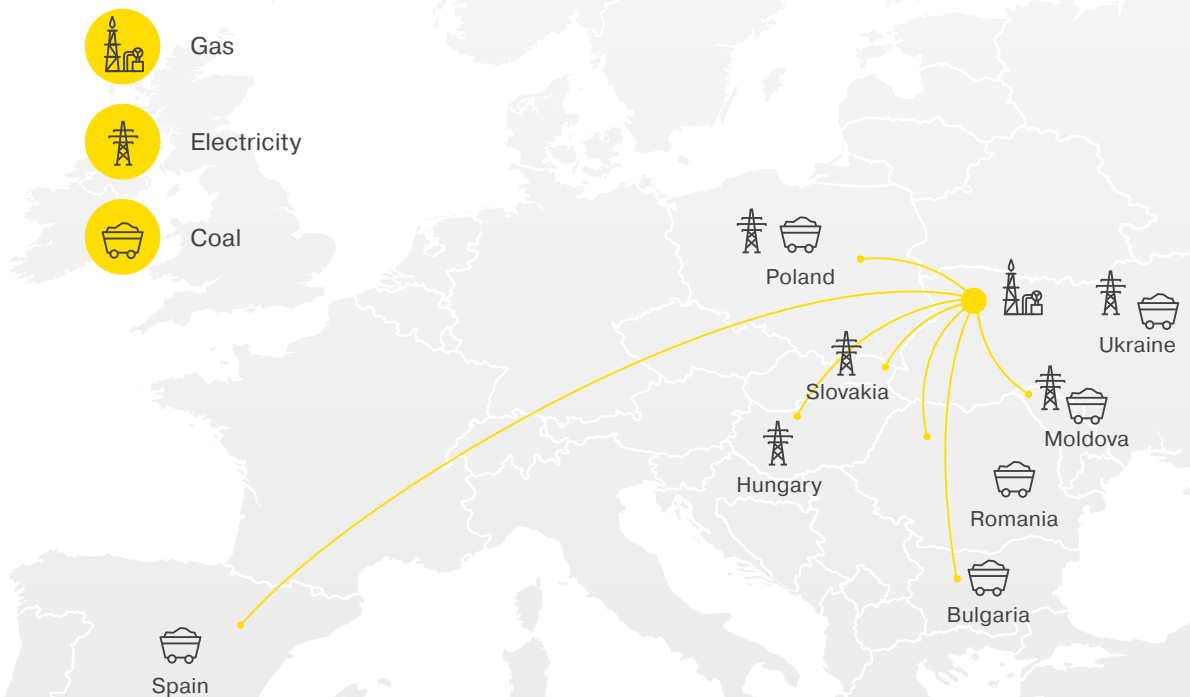 Gas
Electricity
Coal
Poland
Ukraine
Slovakia
Moldova
Hungary
Romania
Bulgaria
Spain